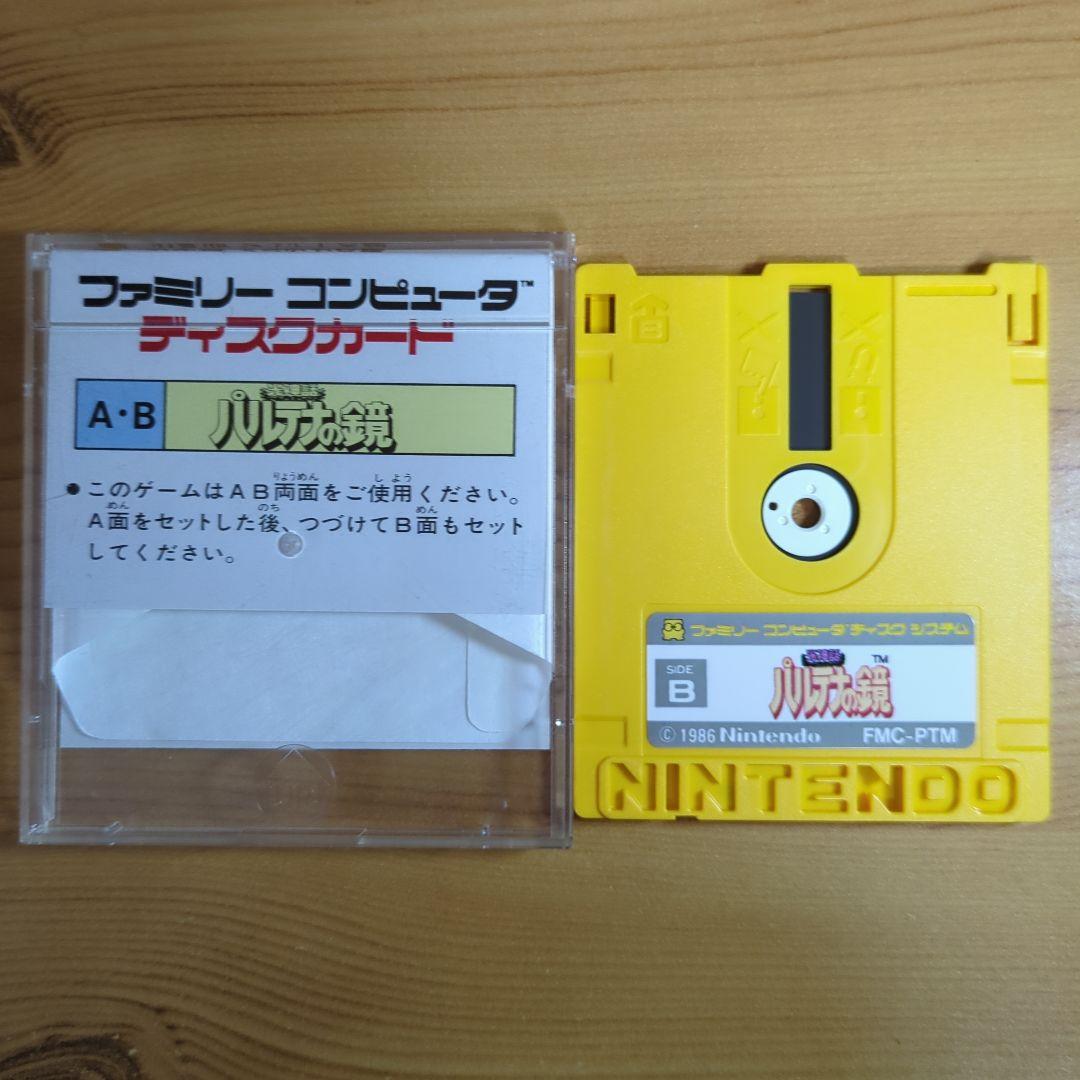 ファミリー コンピュータ™
ディスクカード
A・B
パルテナの鏡
●このゲームはAB両面をご使用ください。
A面をセットした後、つづけてB面もセット
してください。
りょうめん
しよう
めん
のち
めん
B
ファミリー コンピュータ ディスク システム
SIDE
B
パルテナの鏡™
© 1986 Nintendo FMC-PTM
NINTENDO